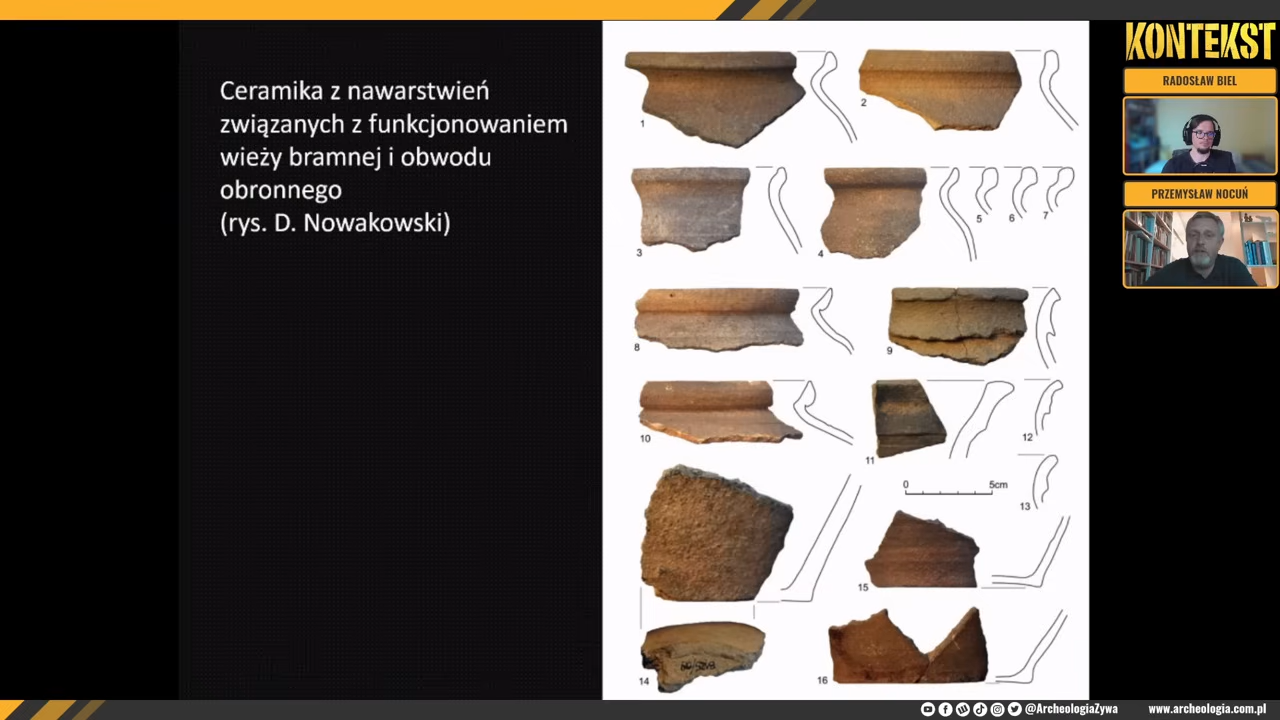 Ceramika z nawarstwień
związanych z funkcjonowaniem
wieży bramnej i obwodu
obronnego
(rys. D. Nowakowski)
1
2
3
4
5
6
7
8
9
10
11
12
0
5cm
13
14
15
16
KONTEKST
RADOSŁAW BIEL
PRZEMYSŁAW NOCUŃ
@ArcheologiaZywa
www.archeologia.com.pl